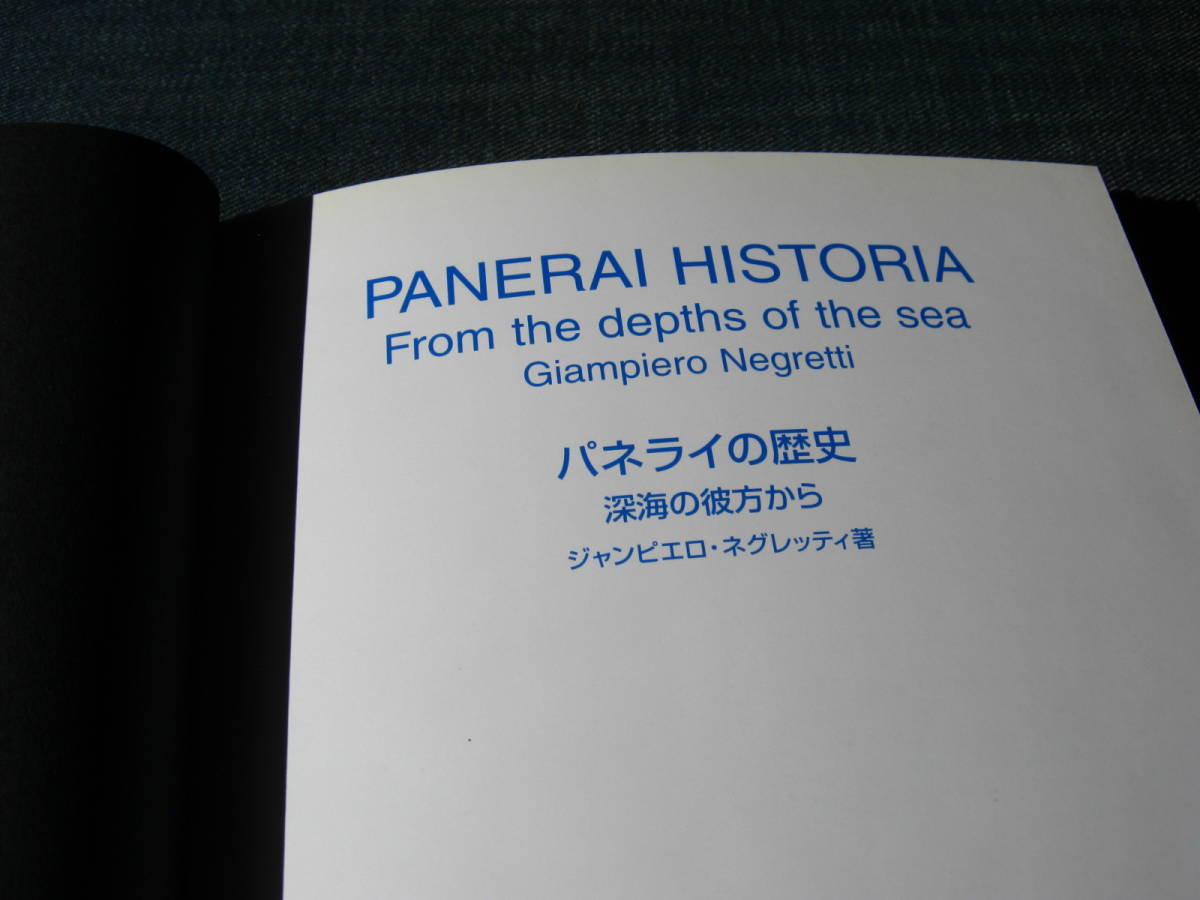 PANERAI HISTORIA
From the depths of the sea
Giampiero Negretti
パネライの歴史
深海の彼方から
ジャンピエロ・ネグレッティ著